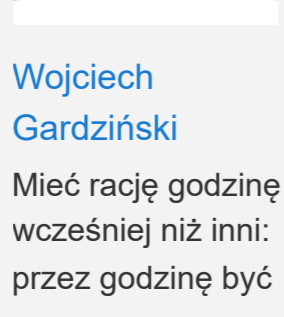 Wojciech
Gardziński
Mieć rację godzinę
wcześniej niż inni:
przez godzinę być